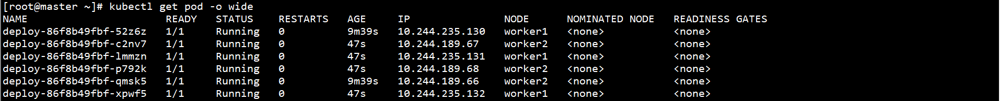 [root@master ~]# kubectl get pod -o wide
NAME                      READY   STATUS    RESTARTS   AGE     IP               NODE      NOMINATED NODE   READINESS GATES
deploy-86f8b49fbf-52z6z   1/1     Running   0          9m39s   10.244.235.130   worker1   <none>           <none>
deploy-86f8b49fbf-c2nv7   1/1     Running   0          47s     10.244.189.67    worker2   <none>           <none>
deploy-86f8b49fbf-lmmzn   1/1     Running   0          47s     10.244.235.131   worker1   <none>           <none>
deploy-86f8b49fbf-p792k   1/1     Running   0          47s     10.244.189.68    worker2   <none>           <none>
deploy-86f8b49fbf-qmsk5   1/1     Running   0          9m39s   10.244.189.66    worker2   <none>           <none>
deploy-86f8b49fbf-xpwf5   1/1     Running   0          47s     10.244.235.132   worker1   <none>           <none>